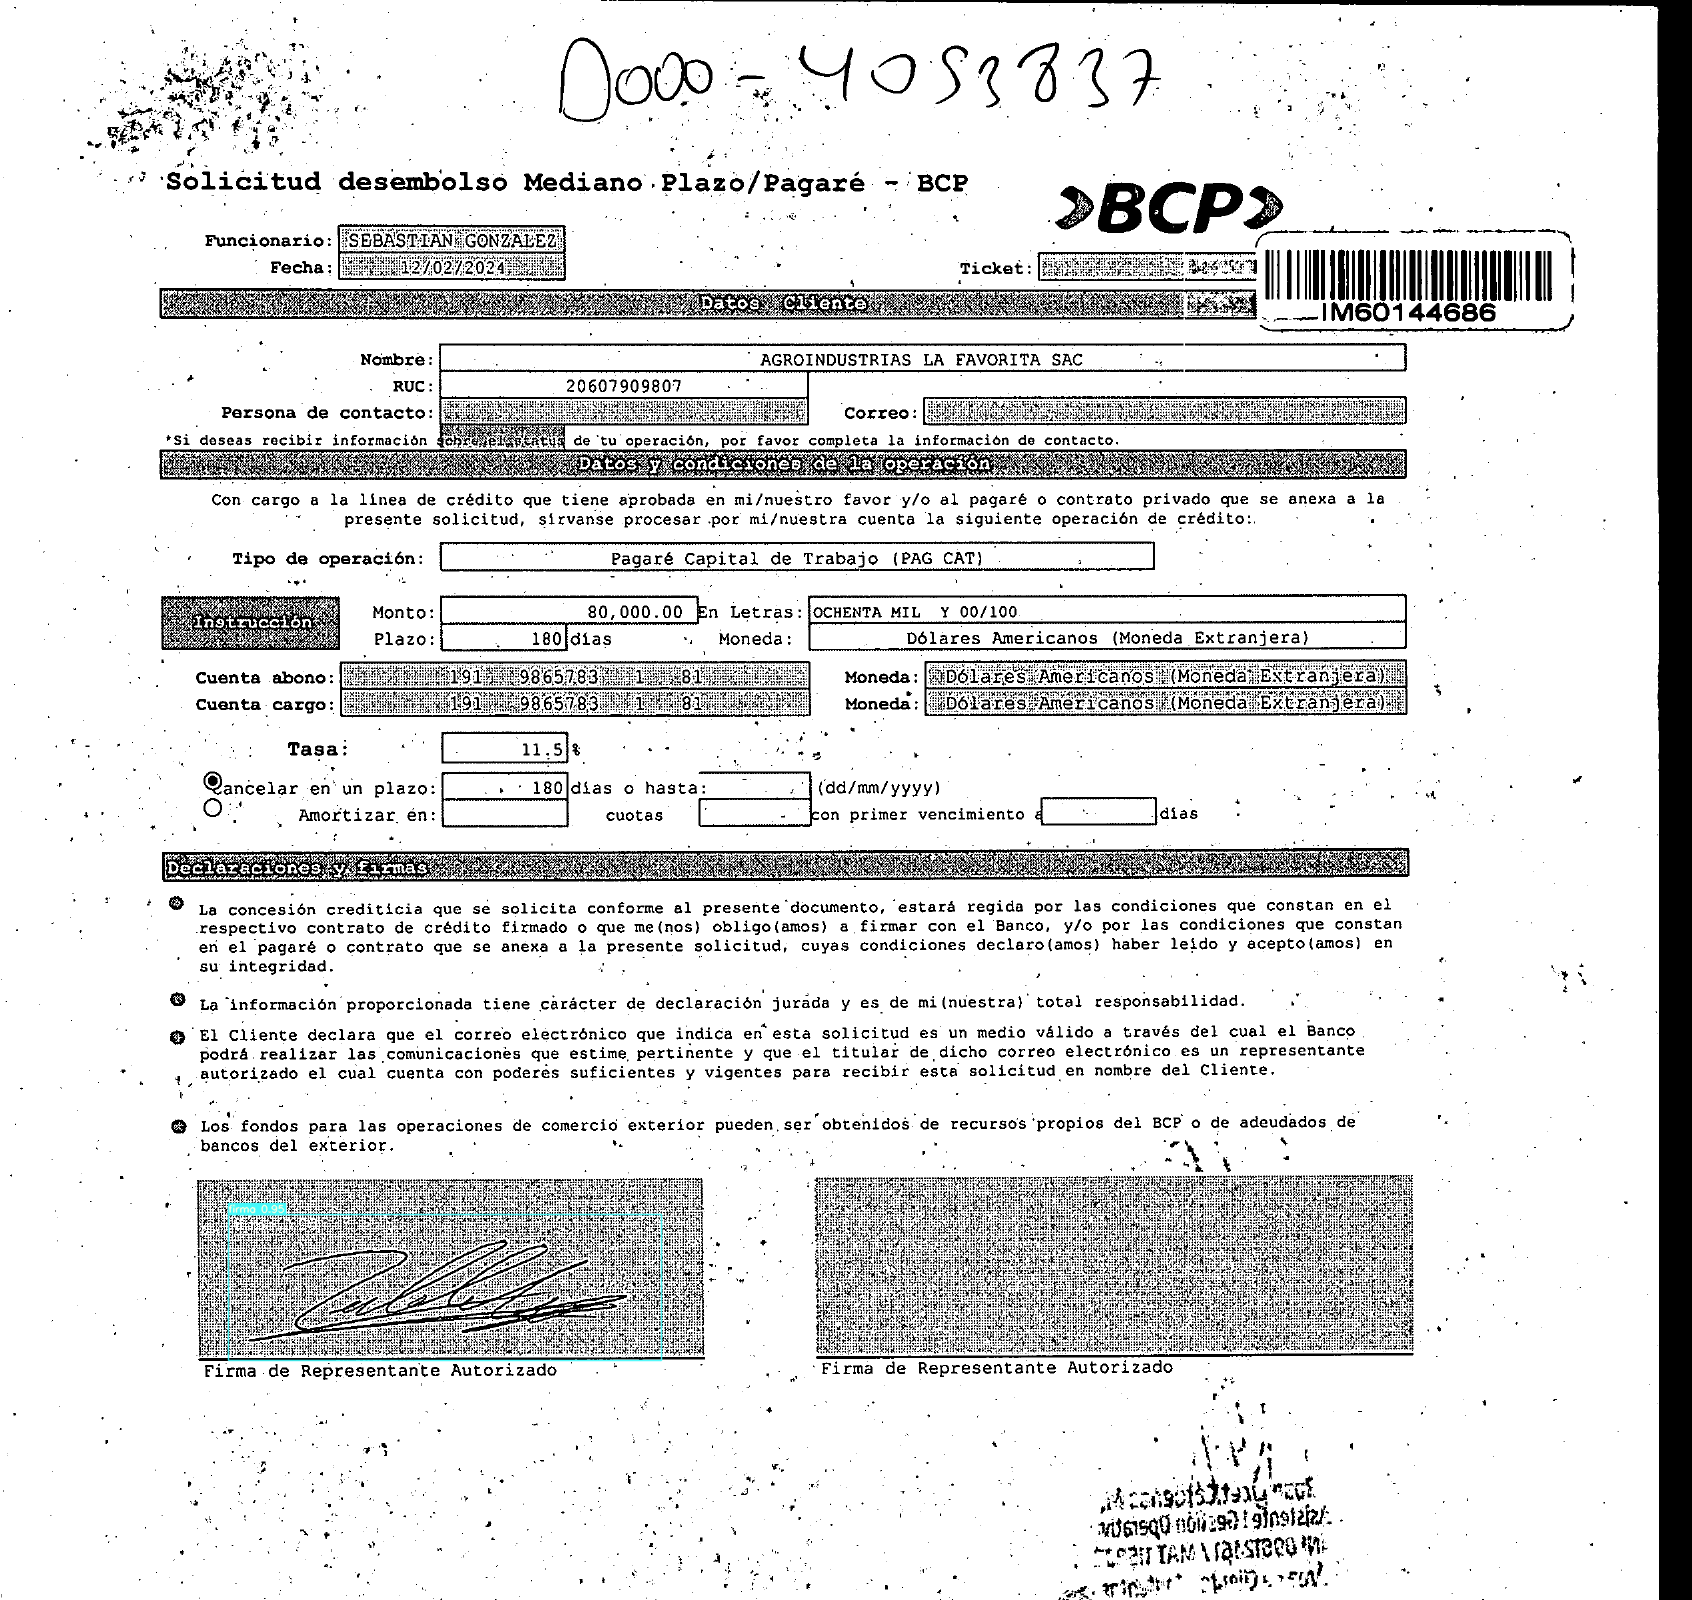 D000-4053837
Solicitud desembolso Mediano Plazo/Pagaré - BCP
BCP
Funcionario: SEBASTIAN GONZALEZ
Fecha: 12/02/2024
Ticket:
IM60144686
Datos Cliente
Nombre: AGROINDUSTRIAS LA FAVORITA SAC
RUC: 20607909807
Persona de contacto: Correo:
*Si deseas recibir información sobre el status de tu operación, por favor completa la información de contacto.
Datos y condiciones de la operación
Con cargo a la línea de crédito que tiene aprobada en mi/nuestro favor y/o al pagaré o contrato privado que se anexa a la
presente solicitud, sírvanse procesar por mi/nuestra cuenta la siguiente operación de crédito:
Tipo de operación: Pagaré Capital de Trabajo (PAG CAT)
Instrucción
Monto: 80,000.00 En Letras: OCHENTA MIL Y 00/100
Plazo: 180 días Moneda: Dólares Americanos (Moneda Extranjera)
Cuenta abono: 191 9865783 1 81 Moneda: Dólares Americanos (Moneda Extranjera)
Cuenta cargo: 191 9865783 1 81 Moneda: Dólares Americanos (Moneda Extranjera)
Tasa: 11.5 %
Cancelar en un plazo: 180 días o hasta: (dd/mm/yyyy)
Amortizar en: cuotas con primer vencimiento a días
Declaraciones y firmas
La concesión crediticia que se solicita conforme al presente documento, estará regida por las condiciones que constan en el
respectivo contrato de crédito firmado o que me(nos) obligo(amos) a firmar con el Banco, y/o por las condiciones que constan
en el pagaré o contrato que se anexa a la presente solicitud, cuyas condiciones declaro(amos) haber leído y acepto(amos) en
su integridad.
La información proporcionada tiene carácter de declaración jurada y es de mi(nuestra) total responsabilidad.
El Cliente declara que el correo electrónico que indica en esta solicitud es un medio válido a través del cual el Banco
podrá realizar las comunicaciones que estime pertinente y que el titular de dicho correo electrónico es un representante
autorizado el cual cuenta con poderes suficientes y vigentes para recibir esta solicitud en nombre del Cliente.
Los fondos para las operaciones de comercio exterior pueden ser obtenidos de recursos propios del BCP o de adeudados de
bancos del exterior.
firma 0.95
Firma de Representante Autorizado
Firma de Representante Autorizado